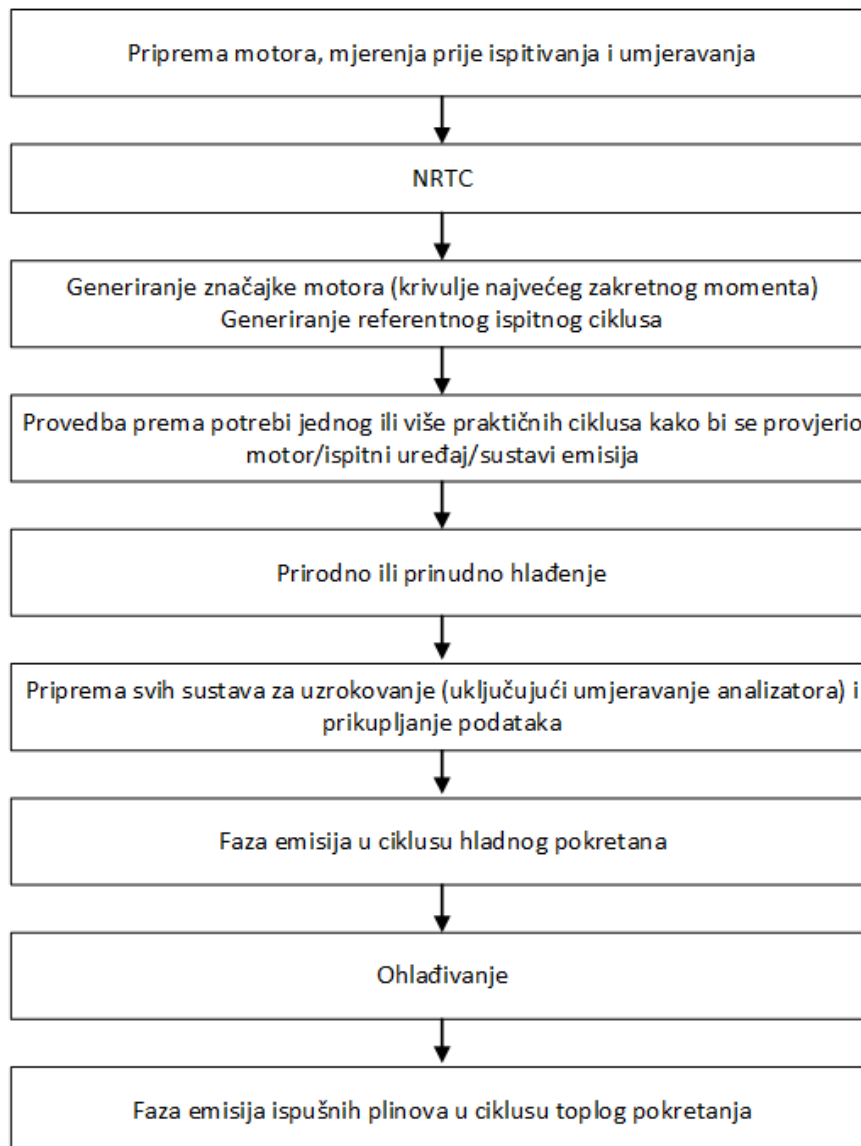 Priprema motora, mjerenja prije ispitivanja i umjeravanja
NRTC
Generiranje značajke motora (krivulje najvećeg zakretnog momenta)
Generiranje referentnog ispitnog ciklusa
Provedba prema potrebi jednog ili više praktičnih ciklusa kako bi se provjerio
motor/ispitni uređaj/sustavi emisija
Prirodno ili prinudno hlađenje
Priprema svih sustava za uzrokovanje (uključujući umjeravanje analizatora) i
prikupljanje podataka
Faza emisija u ciklusu hladnog pokretana
Ohlađivanje
Faza emisija ispušnih plinova u ciklusu toplog pokretanja